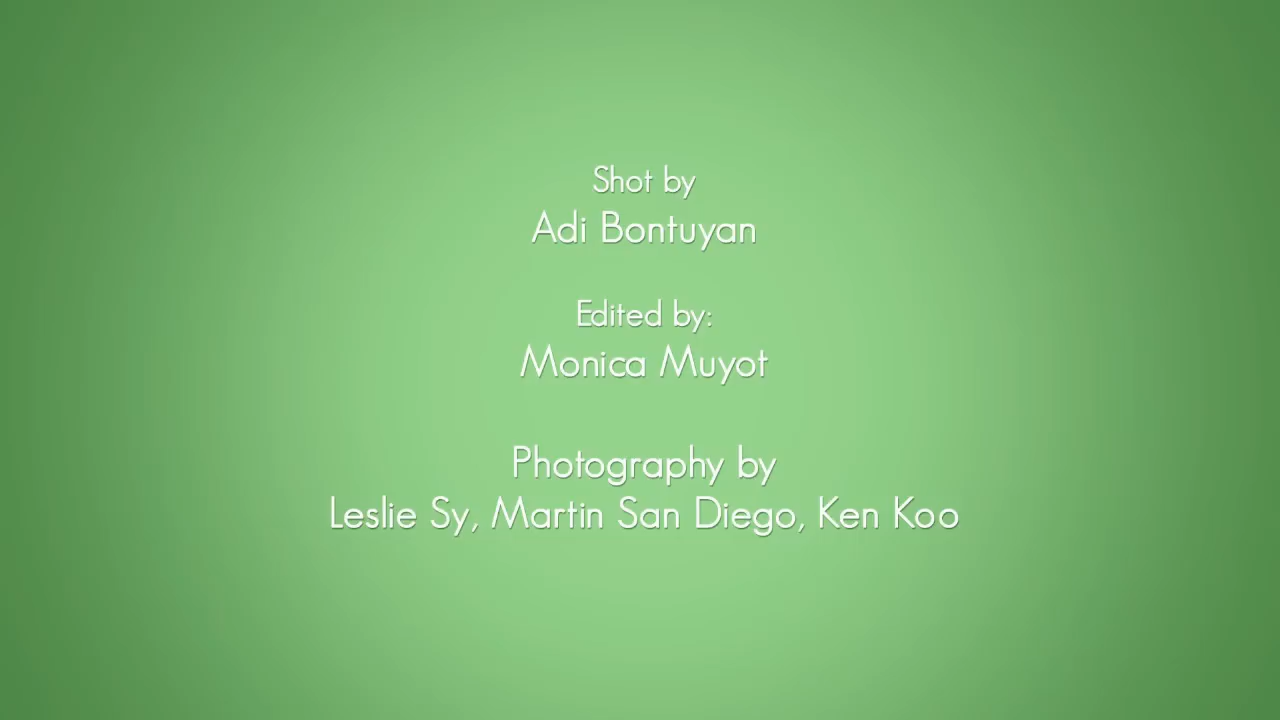 Shot by
Adi Bontuyan
Edited by:
Monica Muyot
Photography by
Leslie Sy, Martin San Diego, Ken Koo